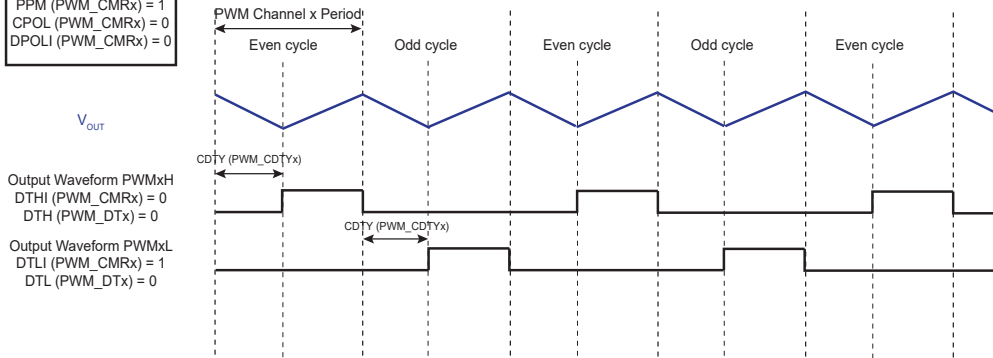 PPM (PWM_CMRx) = 1
CPOL (PWM_CMRx) = 0
DPOLI (PWM_CMRx) = 0
PWM Channel x Period
Even cycle
Odd cycle
Even cycle
Odd cycle
Even cycle
VOUT
CDTY (PWM_CDTYx)
Output Waveform PWMxH
DTHI (PWM_CMRx) = 0
DTH (PWM_DTx) = 0
CDTY (PWM_CDTYx)
Output Waveform PWMxL
DTLI (PWM_CMRx) = 1
DTL (PWM_DTx) = 0